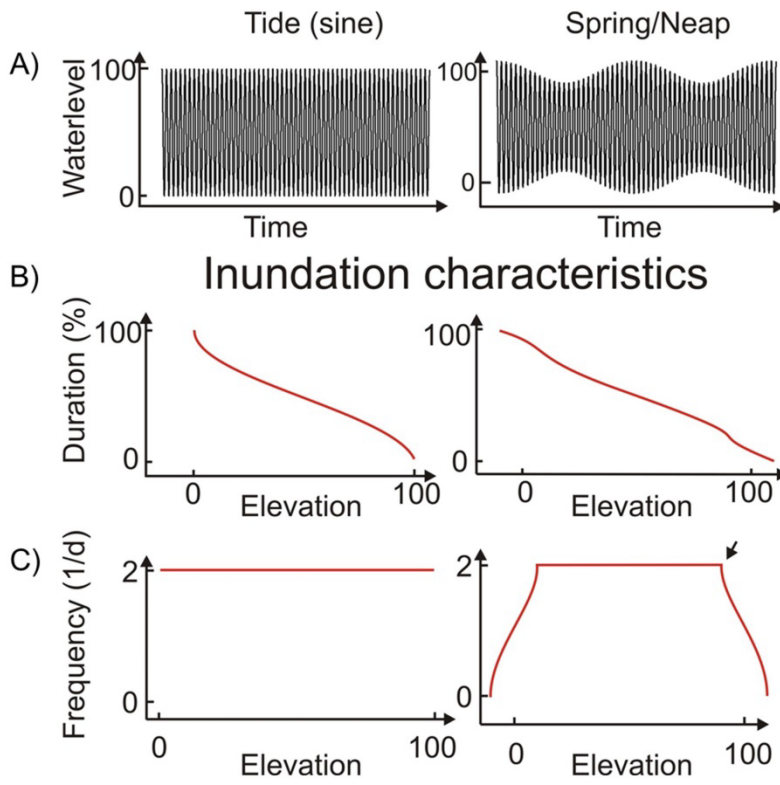 Tide (sine)
Spring/Neap
A)
Waterlevel
100
0
Time
100
0
Time
B)
Inundation characteristics
Duration (%)
100
0
0
Elevation
100
100
0
0
Elevation
100
C)
Frequency (1/d)
2
0
0
Elevation
100
2
0
0
Elevation
100